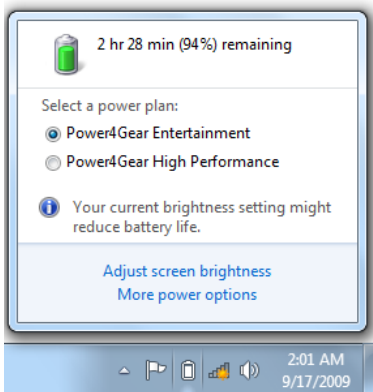 2 hr 28 min (94%) remaining
Select a power plan:
Power4Gear Entertainment
Power4Gear High Performance
Your current brightness setting might
reduce battery life.
Adjust screen brightness
More power options
2:01 AM
9/17/2009